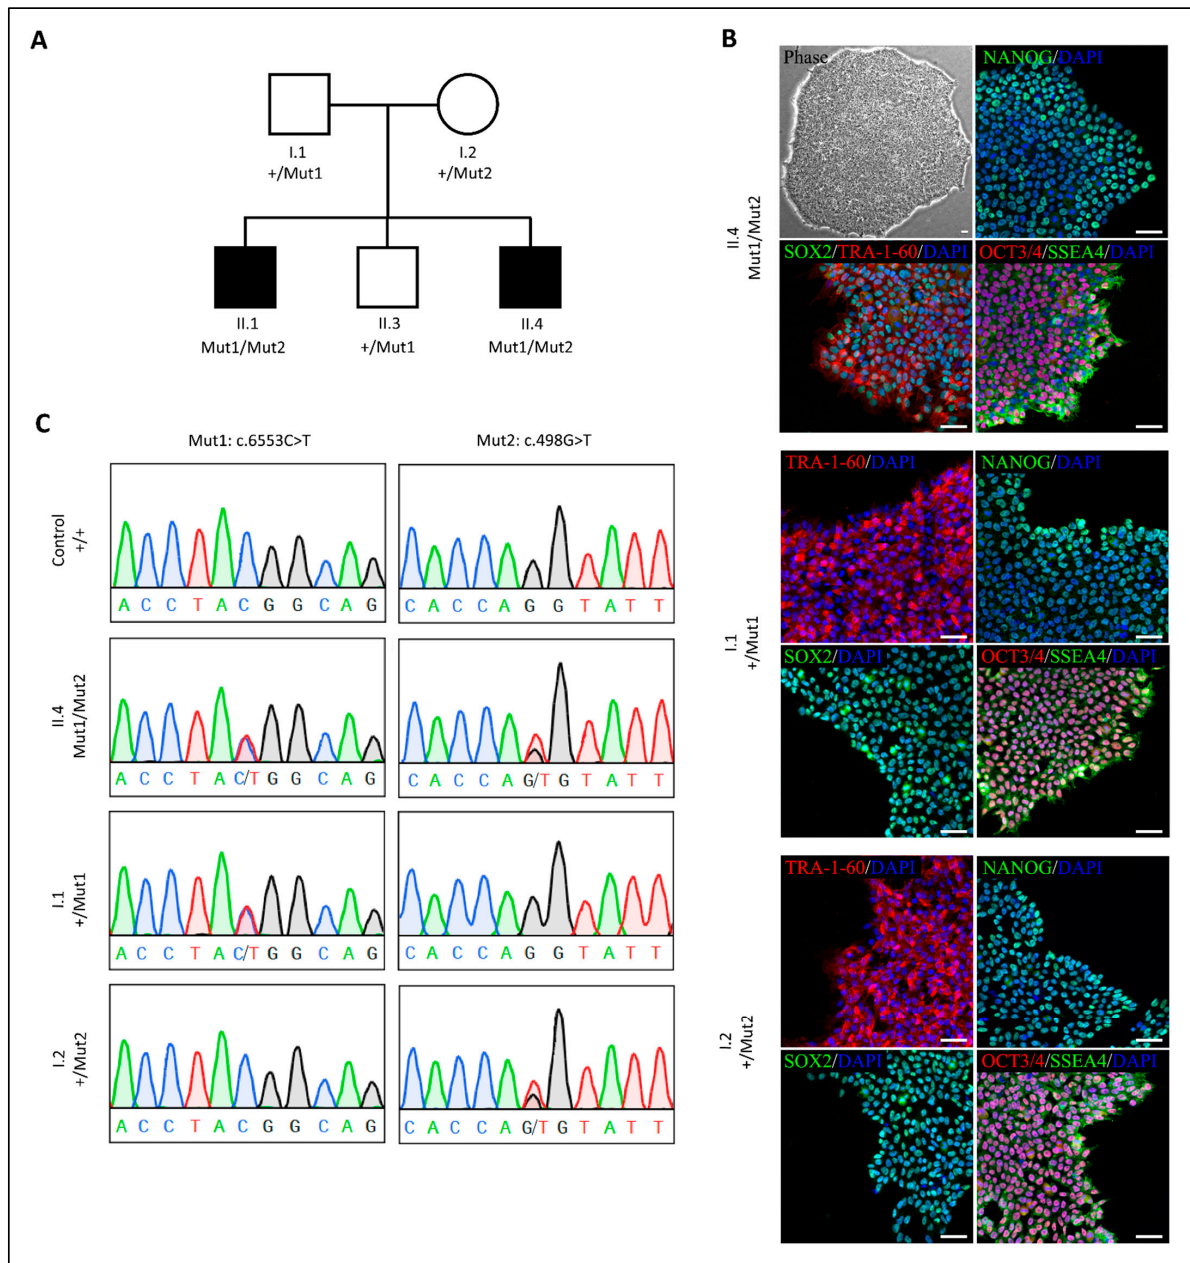 A
I.1
+/Mut1
I.2
+/Mut2
II.1
Mut1/Mut2
II.3
+/Mut1
II.4
Mut1/Mut2
B
II.4
Mut1/Mut2
Phase
NANOG/DAPI
SOX2/TRA-1-60/DAPI
OCT3/4/SSEA4/DAPI
I.1
+/Mut1
TRA-1-60/DAPI
NANOG/DAPI
SOX2/DAPI
OCT3/4/SSEA4/DAPI
I.2
+/Mut2
TRA-1-60/DAPI
NANOG/DAPI
SOX2/DAPI
OCT3/4/SSEA4/DAPI
C
Mut1: c.6553C>T
Mut2: c.498G>T
Control
+/+
A C C T A C G G C A G
C A C C A G G T A T T
II.4
Mut1/Mut2
A C C T A C/T G G C A G
C A C C A G/T G T A T T
I.1
+/Mut1
A C C T A C/T G G C A G
C A C C A G G T A T T
I.2
+/Mut2
A C C T A C G G C A G
C A C C A G/T G T A T T